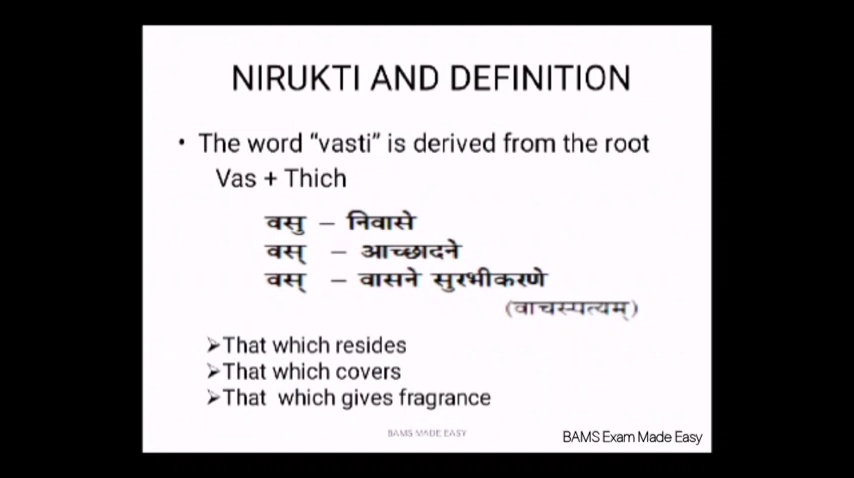 NIRUKTI AND DEFINITION
• The word “vasti” is derived from the root
Vas + Thich
वसु – निवासे
वस् – आच्छादने
वस् – वासने सुरभीकरणे
(वाचस्पत्यम्)
➢That which resides
➢That which covers
➢That which gives fragrance
BAMS MADE EASY
BAMS Exam Made Easy